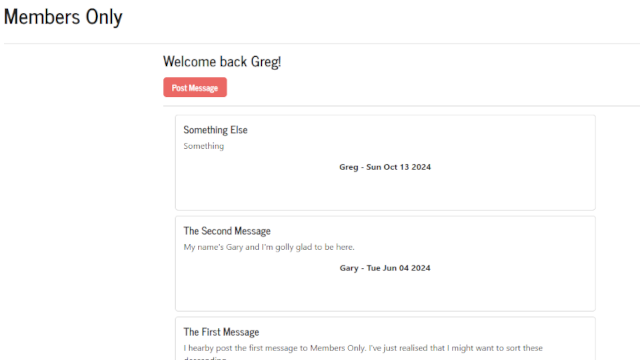 Members Only
Welcome back Greg!
Post Message
Something Else
Something
Greg - Sun Oct 13 2024
The Second Message
My name's Gary and I'm golly glad to be here.
Gary - Tue Jun 04 2024
The First Message
I hearby post the first message to Members Only. I've just realised that I might want to sort these
descending